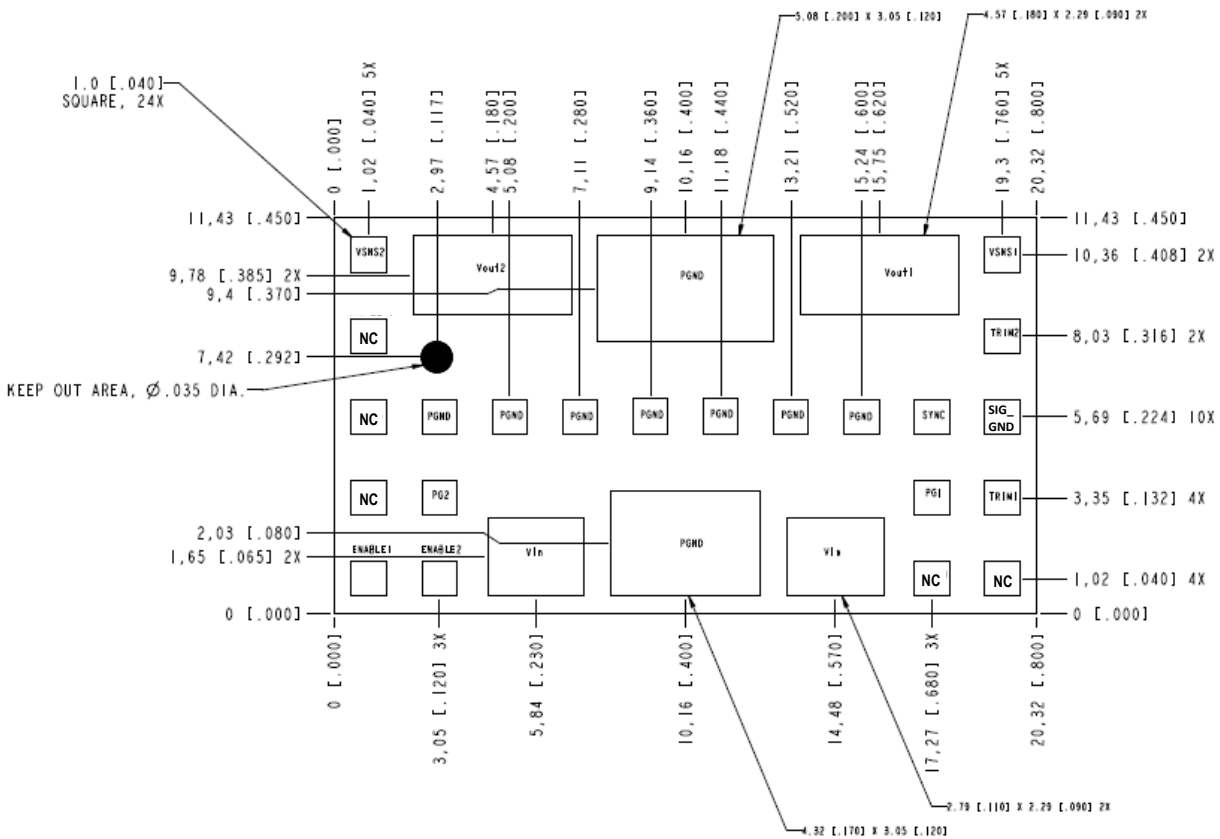 5.08 [.200] X 3.05 [.120]
4.57 [.180] X 2.29 [.090] 2X
1.0 [.040]
SQUARE, 24X
0 [.000]
1,02 [.040] 5X
2,97 [.117]
4,57 [.180]
5,08 [.200]
7,11 [.280]
9,14 [.360]
10,16 [.400]
11,18 [.440]
13,21 [.520]
15,24 [.600]
15,75 [.620]
19,3 [.760] 5X
20,32 [.800]
11,43 [.450]
11,43 [.450]
VSNS2
Vout2
PGND
Vout1
VSNS1
10,36 [.408] 2X
9,78 [.385] 2X
9,4 [.370]
NC
TRIM2
8,03 [.316] 2X
7,42 [.292]
KEEP OUT AREA, Ø.035 DIA.
NC
PGND
PGND
PGND
PGND
PGND
PGND
PGND
SYNC
SIG_
GND
5,69 [.224] 10X
NC
PG2
PG1
TRIM1
3,35 [.132] 4X
2,03 [.080]
1,65 [.065] 2X
ENABLE1
ENABLE2
VIn
PGND
VIn
NC
NC
1,02 [.040] 4X
0 [.000]
0 [.000]
0 [.000]
3,05 [.120] 3X
5,84 [.230]
10,16 [.400]
14,48 [.570]
17,27 [.680] 3X
20,32 [.800]
2.79 [.110] X 2.29 [.090] 2X
4.32 [.170] X 3.05 [.120]